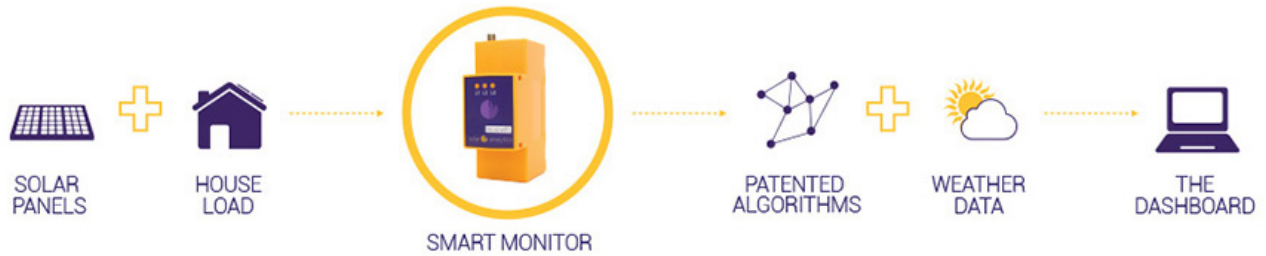 SOLAR
PANELS
HOUSE
LOAD
SMART MONITOR
PATENTED
ALGORITHMS
WEATHER
DATA
THE
DASHBOARD